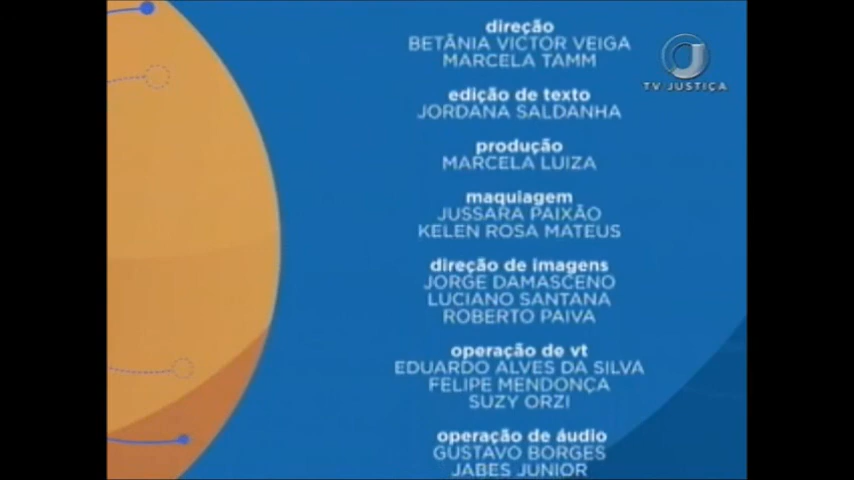 direção
BETÂNIA VICTOR VEIGA
MARCELA TAMM
TV JUSTIÇA
edição de texto
JORDANA SALDANHA
produção
MARCELA LUIZA
maquiagem
JUSSARA PAIXÃO
KELEN ROSA MATEUS
direção de imagens
JORGE DAMASCENO
LUCIANO SANTANA
ROBERTO PAIVA
operação de vt
EDUARDO ALVES DA SILVA
FELIPE MENDONÇA
SUZY ORZI
operação de áudio
GUSTAVO BORGES
JABES JUNIOR